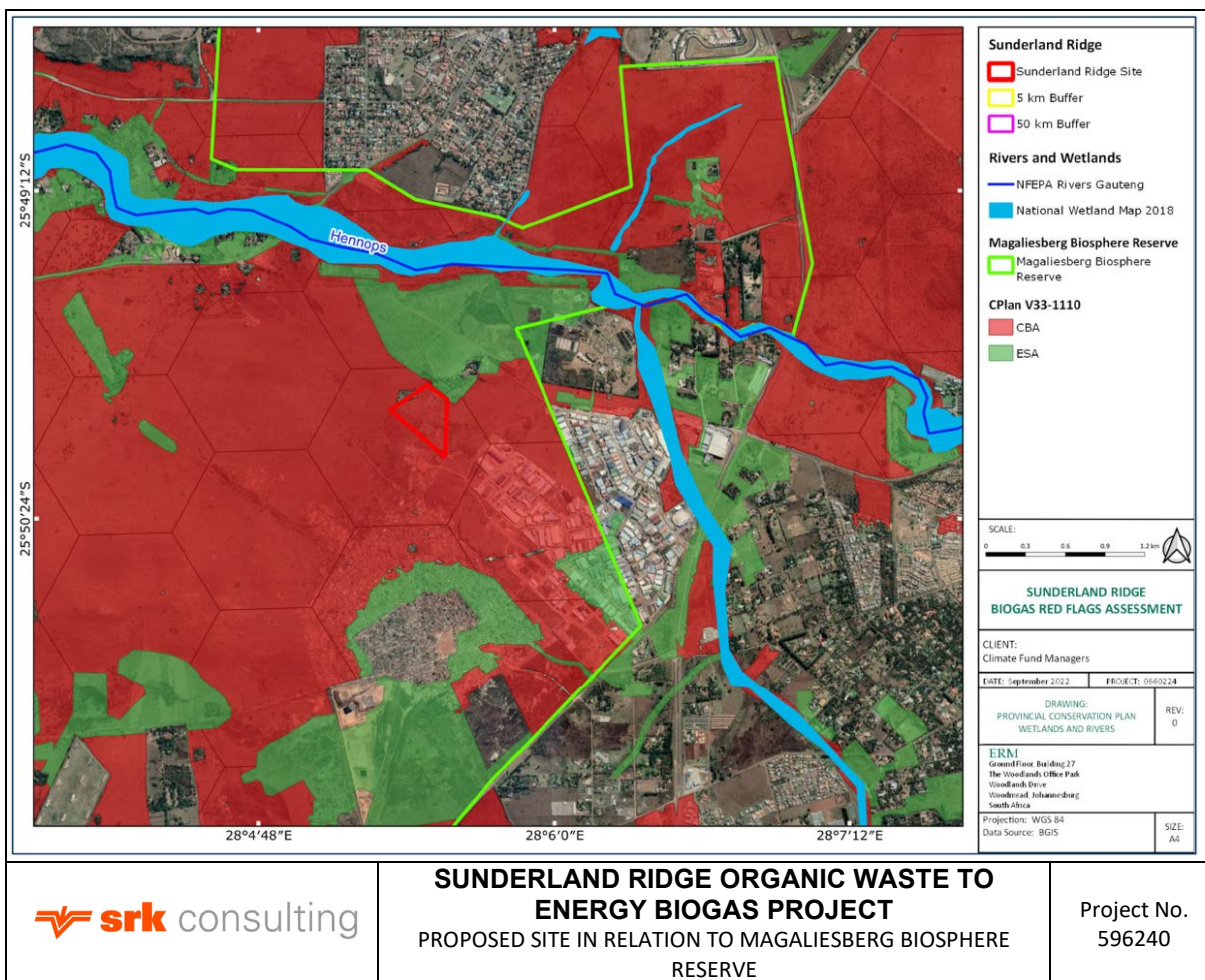 25°49'12"S
25°50'24"S
28°4'48"E
28°6'0"E
28°7'12"E
Hennops
Sunderland Ridge
Sunderland Ridge Site
5 km Buffer
50 km Buffer
Rivers and Wetlands
NFEPA Rivers Gauteng
National Wetland Map 2018
Magaliesberg Biosphere Reserve
Magaliesberg Biosphere
Reserve
CPlan V33-1110
CBA
ESA
SCALE:
0 0.3 0.6 0.9 1.2 km
SUNDERLAND RIDGE
BIOGAS RED FLAGS ASSESSMENT
CLIENT:
Climate Fund Managers
DATE: September 2022 PROJECT: 0660224
DRAWING:
PROVINCIAL CONSERVATION PLAN
WETLANDS AND RIVERS
REV:
0
ERM
Ground Floor, Building 27
The Woodlands Office Park
Woodlands Drive
Woodmead, Johannesburg
South Africa
Projection: WGS 84
Data Source: BGIS
SIZE:
A4
srk consulting
SUNDERLAND RIDGE ORGANIC WASTE TO
ENERGY BIOGAS PROJECT
PROPOSED SITE IN RELATION TO MAGALIESBERG BIOSPHERE
RESERVE
Project No.
596240